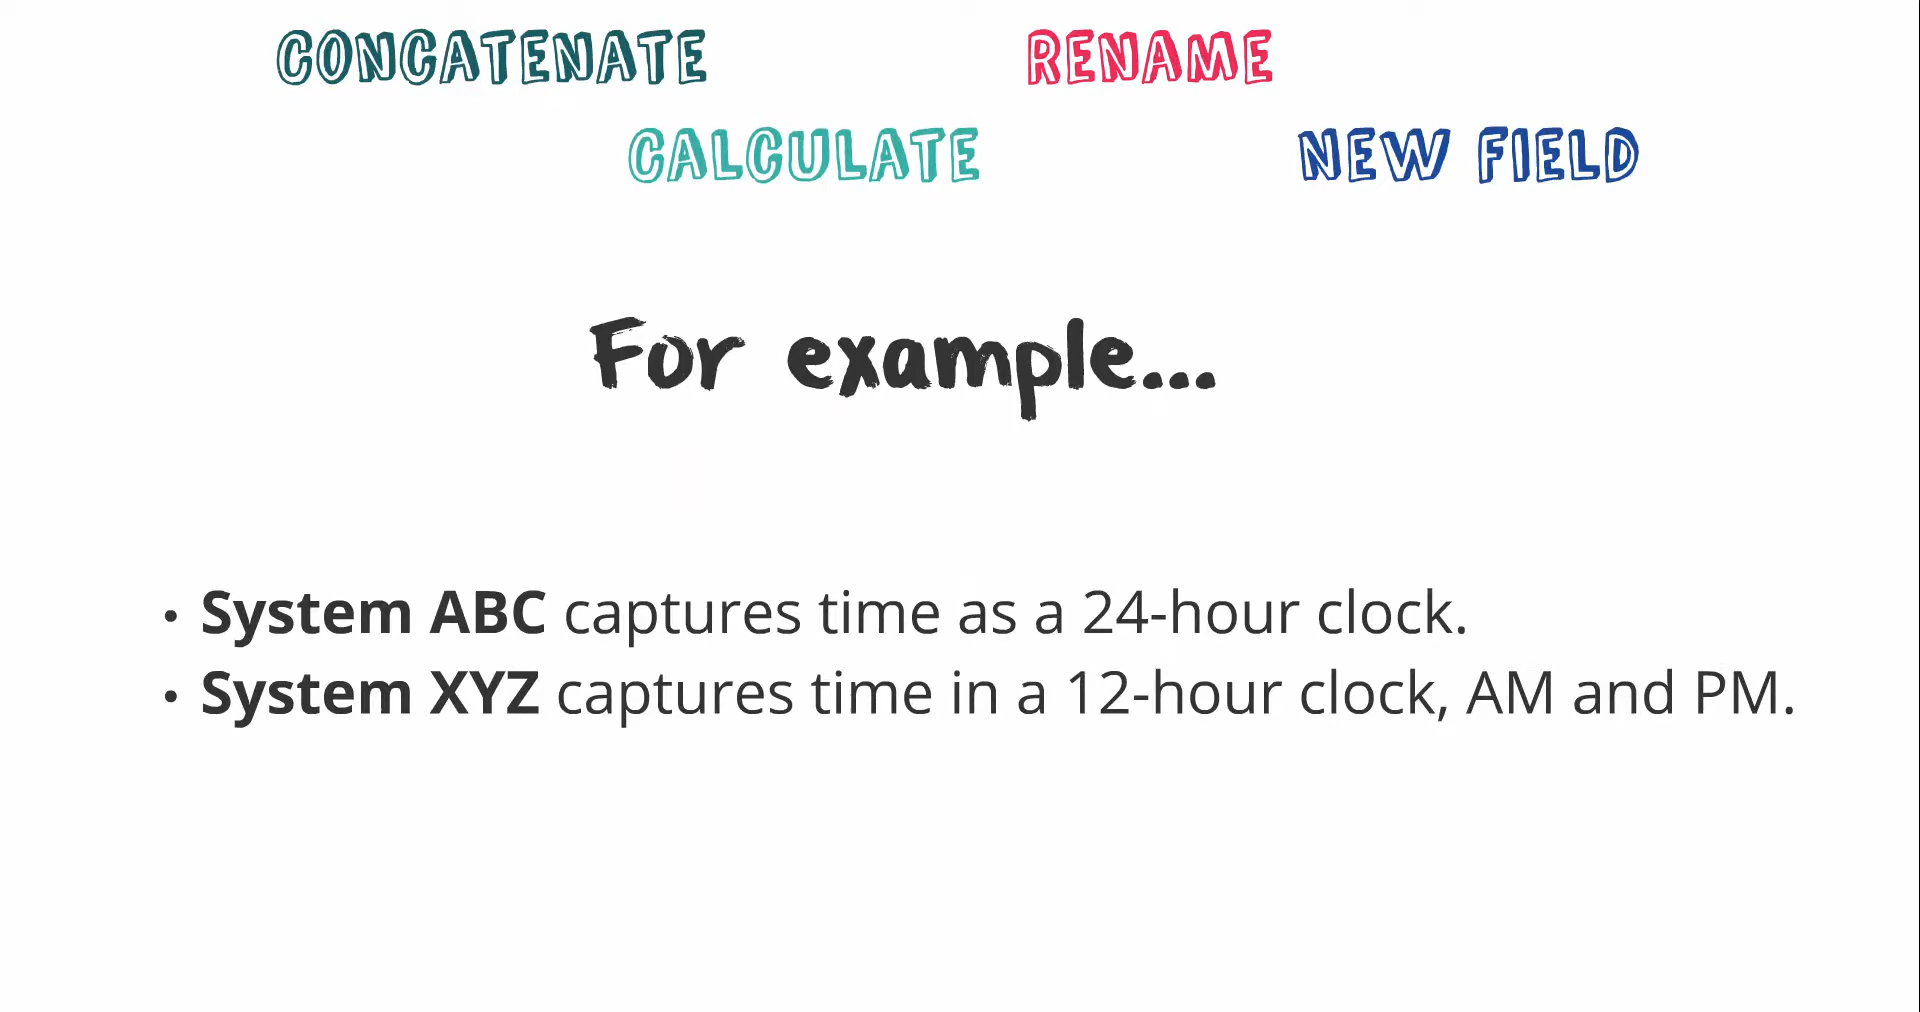 CONCATENATE RENAME
CALCULATE NEW FIELD
For example...
• System ABC captures time as a 24-hour clock.
• System XYZ captures time in a 12-hour clock, AM and PM.